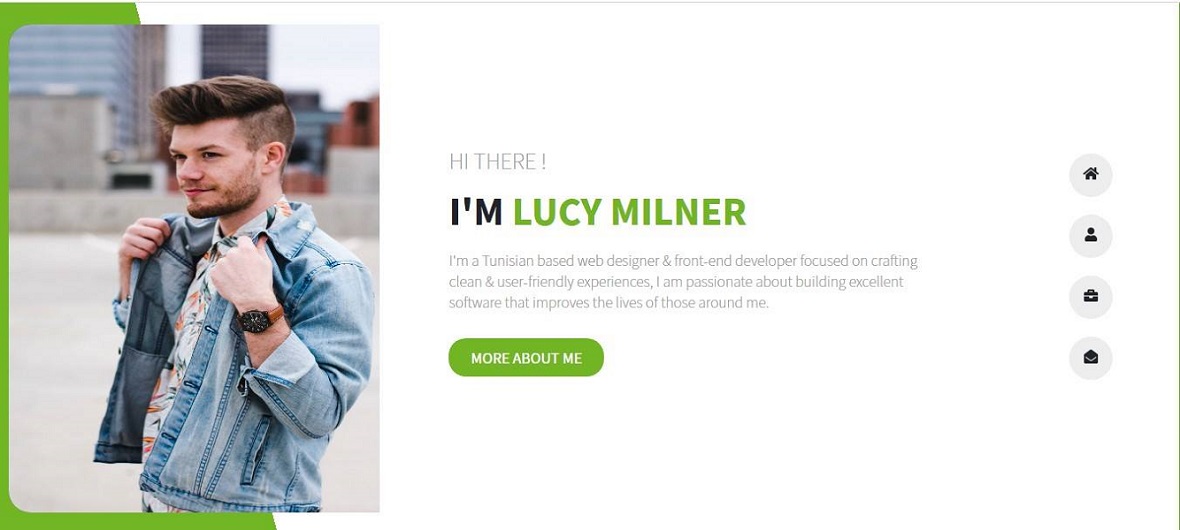 HI THERE !
I'M LUCY MILNER
I'm a Tunisian based web designer & front-end developer focused on crafting
clean & user-friendly experiences, I am passionate about building excellent
software that improves the lives of those around me.
MORE ABOUT ME